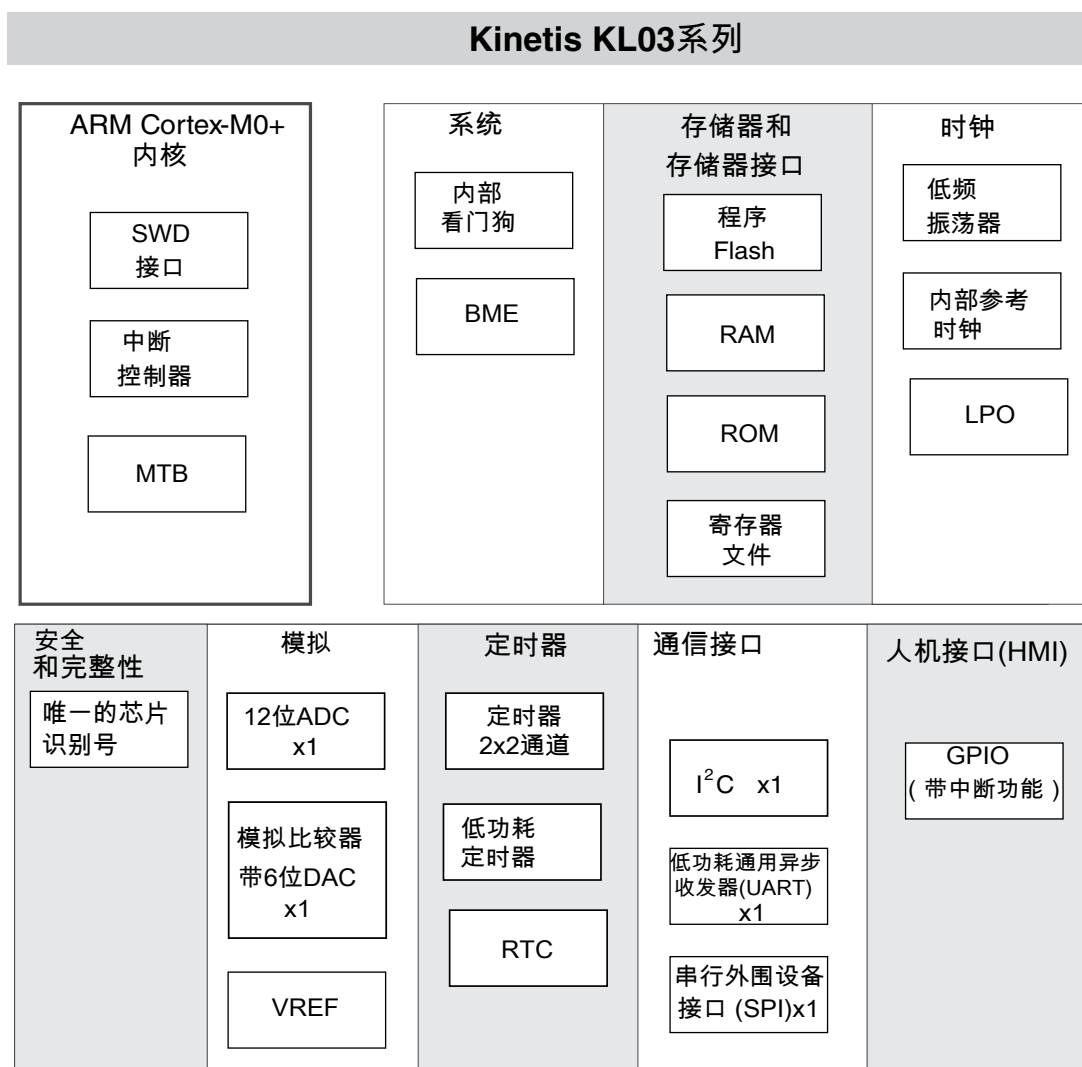 Kinetis KL03系列
ARM Cortex-M0+
内核
SWD
接口
中断
控制器
MTB
系统
内部
看门狗
BME
存储器和
存储器接口
程序
Flash
RAM
ROM
寄存器
文件
时钟
低频
振荡器
内部参考
时钟
LPO
安全
和完整性
唯一的芯片
识别号
模拟
12位ADC
x1
模拟比较器
带6位DAC
x1
VREF
定时器
定时器
2x2通道
低功耗
定时器
RTC
通信接口
I²C x1
低功耗通用异步
收发器(UART)
x1
串行外围设备
接口 (SPI)x1
人机接口(HMI)
GPIO
( 带中断功能 )